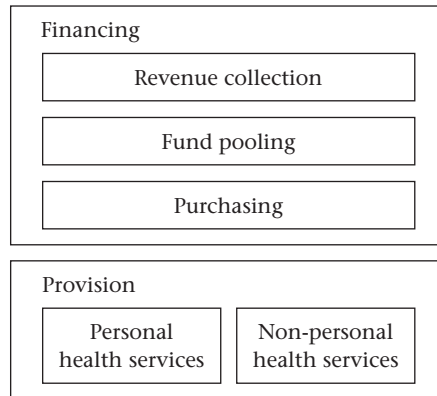 Financing
Revenue collection
Fund pooling
Purchasing
Provision
Personal
health services
Non-personal
health services